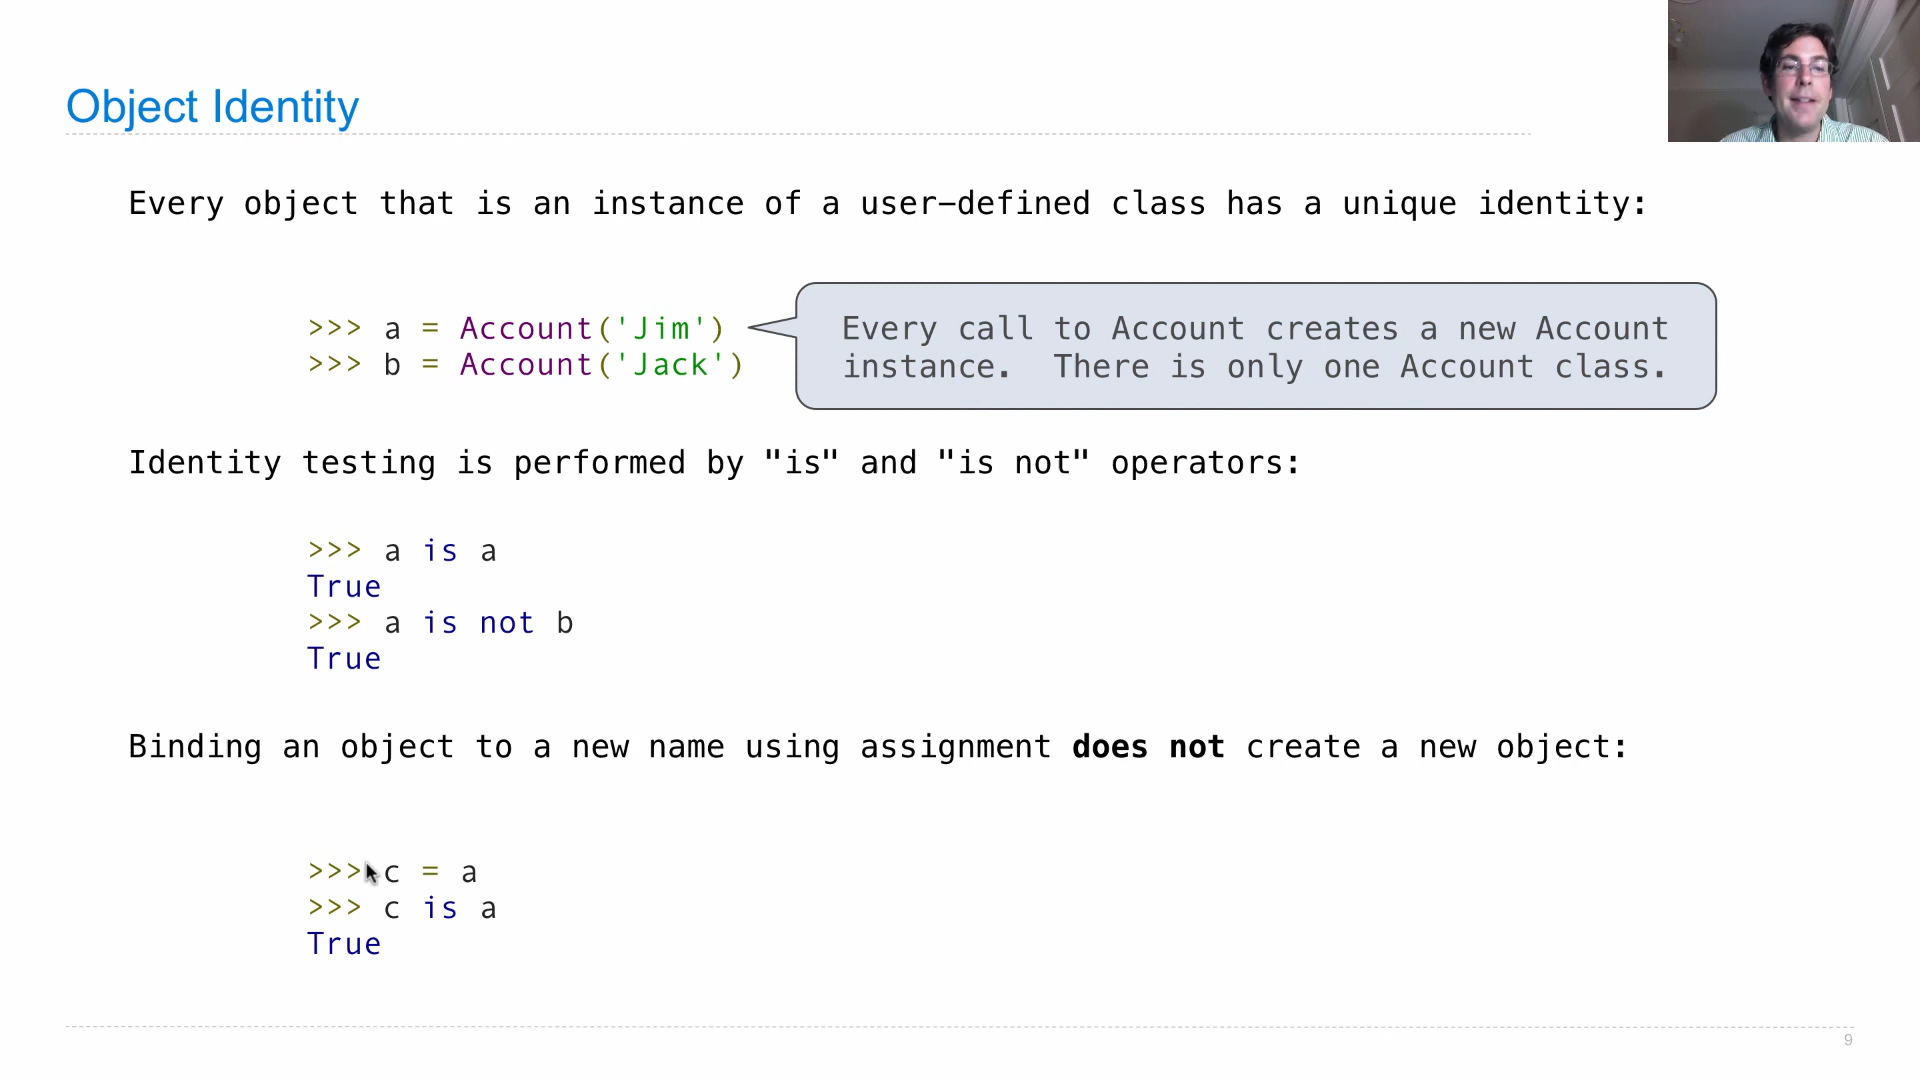 Object Identity
Every object that is an instance of a user-defined class has a unique identity:
>>> a = Account('Jim')
>>> b = Account('Jack')
Every call to Account creates a new Account
instance.  There is only one Account class.
Identity testing is performed by "is" and "is not" operators:
>>> a is a
True
>>> a is not b
True
Binding an object to a new name using assignment does not create a new object:
>>> c = a
>>> c is a
True
9